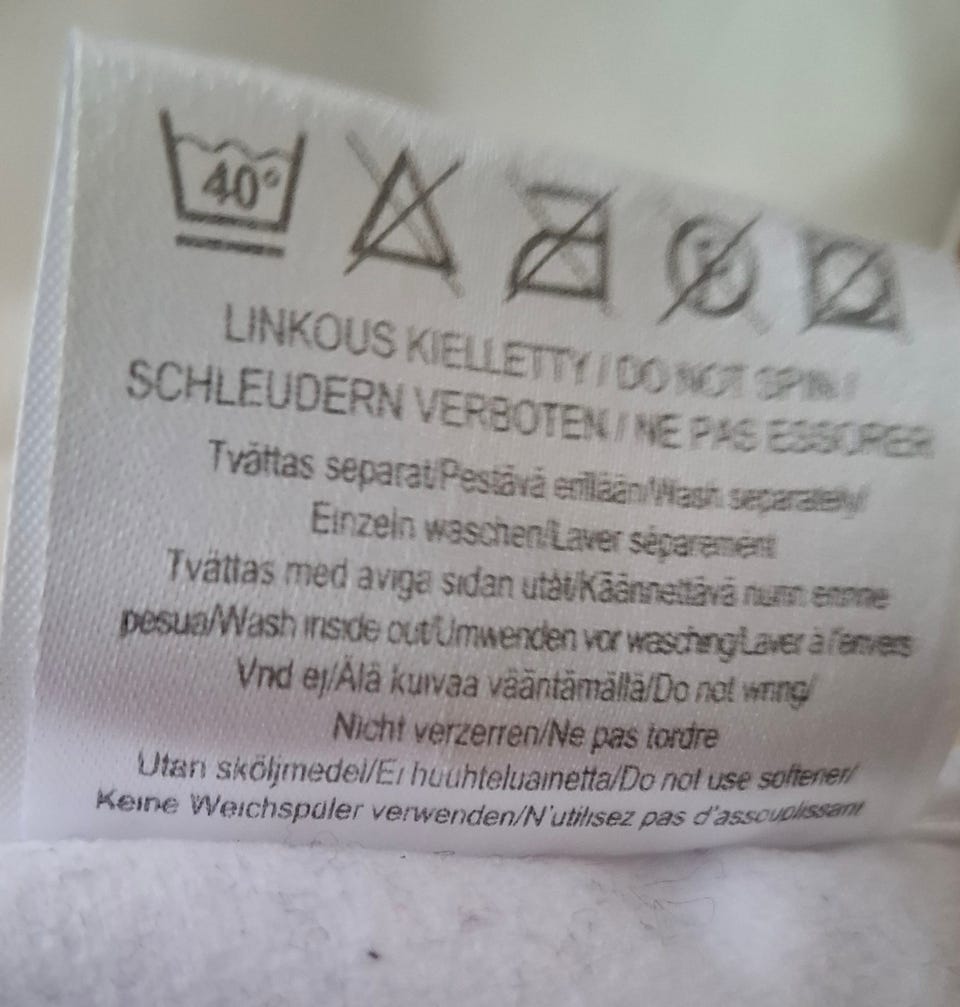 40°
LINKOUS KIELLETTY / DO NOT SPIN /
SCHLEUDERN VERBOTEN / NE PAS ESSORER
Tvättas separat/Pestävä erillään/Wash separately/
Einzeln waschen/Laver séparement
Tvättas med aviga sidan utåt/Käännettävä nurin ennne
pesua/Wash inside out/Umwenden vor wasching/Laver à l'envers
Vrid ej/Älä kuivaa vääntämällä/Do not wring/
Nicht verzerren/Ne pas tordre
Utan sköljmedel/Ei huuhteluainetta/Do not use softener/
Keine Weichspüler verwenden/N'utilisez pas d'assouplissant